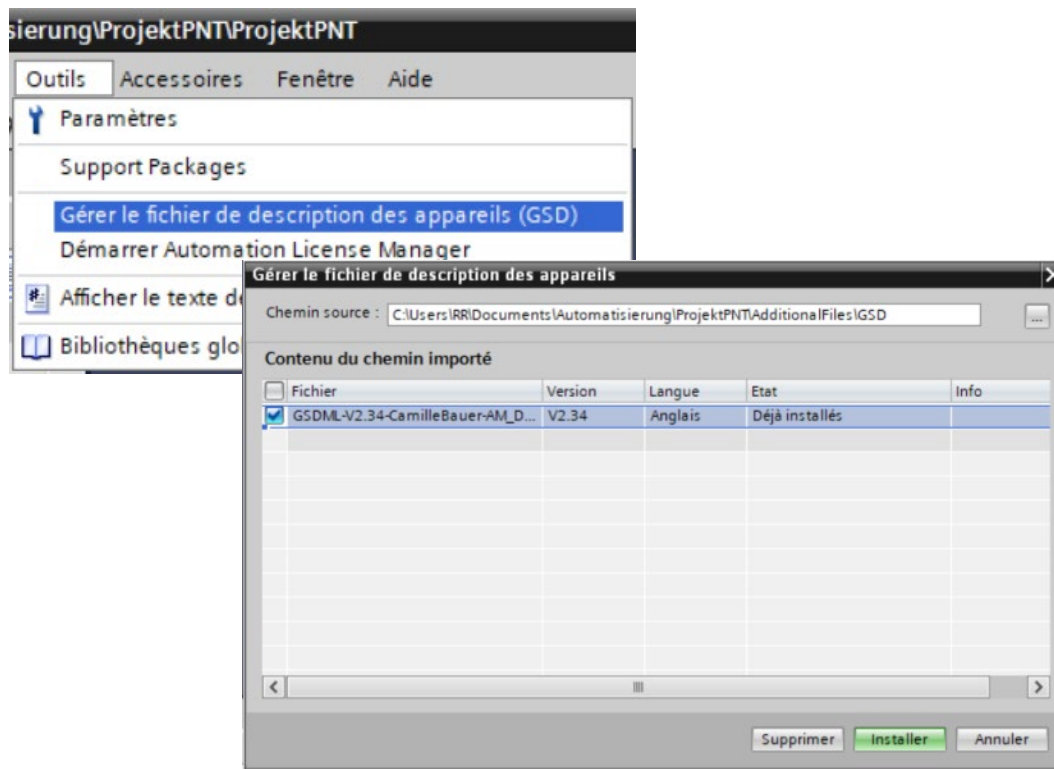 sierung\ProjektPNT\ProjektPNT
Outils Accessoires Fenêtre Aide
Paramètres
Support Packages
Gérer le fichier de description des appareils (GSD)
Démarrer Automation License Manager
Afficher le texte de
Bibliothèques glo
Gérer le fichier de description des appareils
Chemin source : C:\Users\RR\Documents\Automatisierung\ProjektPNT\AdditionalFiles\GSD ...
Contenu du chemin importé
Fichier Version Langue Etat Info
GSDML-V2.34-CamilleBauer-AM_D... V2.34 Anglais Déjà installés
Supprimer Installer Annuler